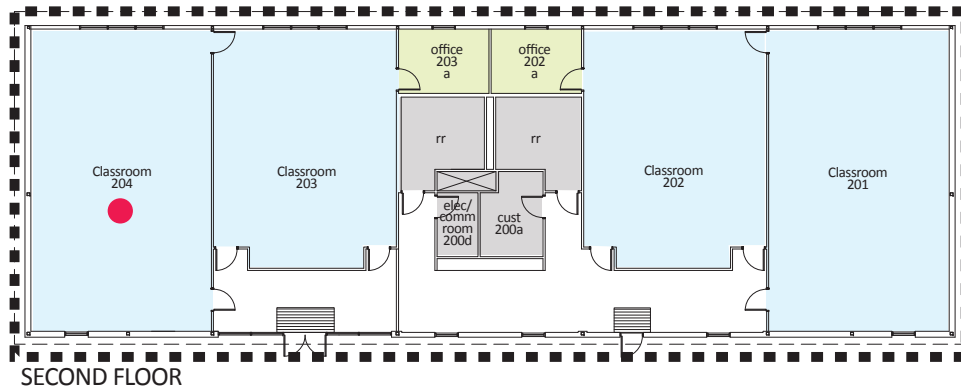 office
203
a
office
202
a
rr
rr
Classroom
204
Classroom
203
Classroom
202
Classroom
201
elec/
comm
room
200d
cust
200a
SECOND FLOOR